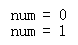 num = 0
num = 1